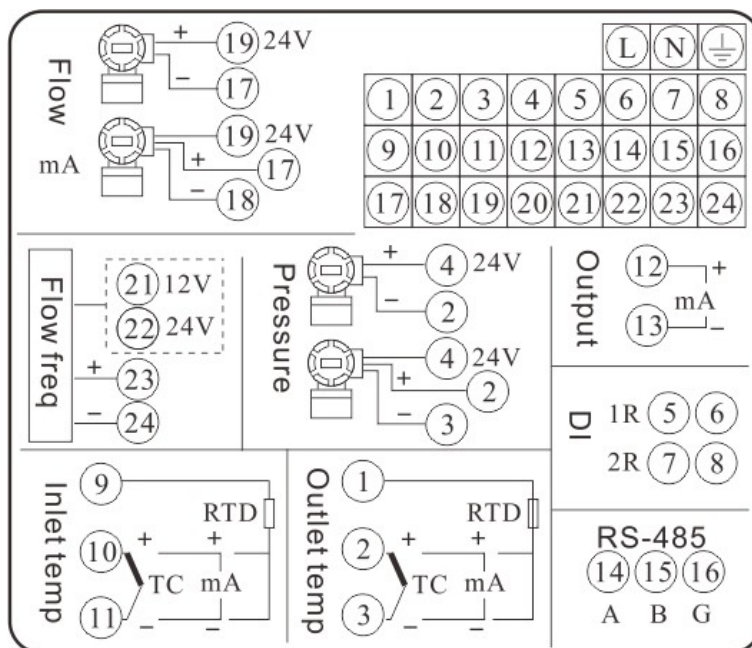 Flow
mA
+ 19 24V
− 17
19 24V
+ 17
− 18
L N
1 2 3 4 5 6 7 8
9 10 11 12 13 14 15 16
17 18 19 20 21 22 23 24
Flow freq
21 12V
22 24V
+ 23
− 24
Pressure
+ 4 24V
− 2
4 24V
+ 2
− 3
Output
12 +
mA
13 −
DI
1R 5 6
2R 7 8
Inlet temp
9
RTD
10 + +
TC mA
11 − −
Outlet temp
1
RTD
2 + +
TC mA
3 − −
RS-485
14 15 16
A B G